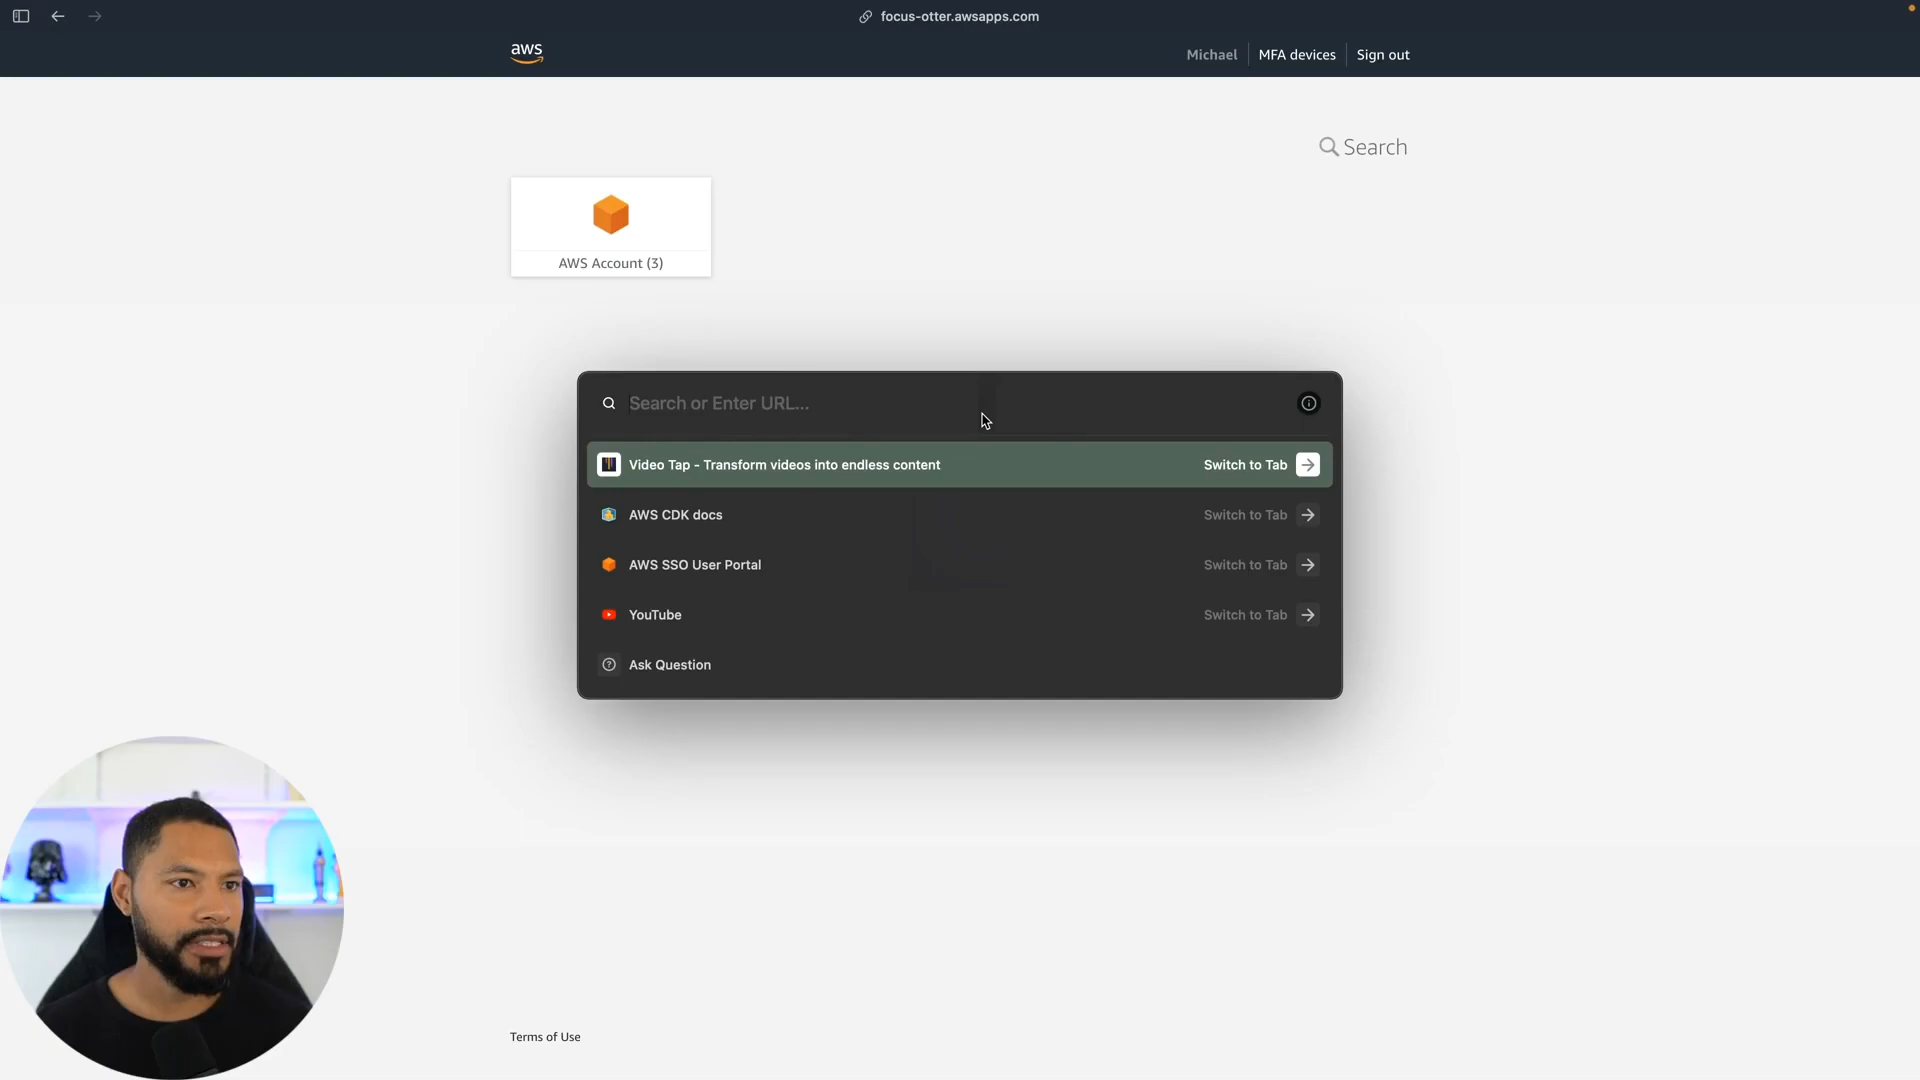 focus-otter.awsapps.com
aws
Michael
MFA devices
Sign out
Search
AWS Account (3)
Search or Enter URL...
Video Tap - Transform videos into endless content
Switch to Tab
AWS CDK docs
Switch to Tab
AWS SSO User Portal
Switch to Tab
YouTube
Switch to Tab
Ask Question
Terms of Use